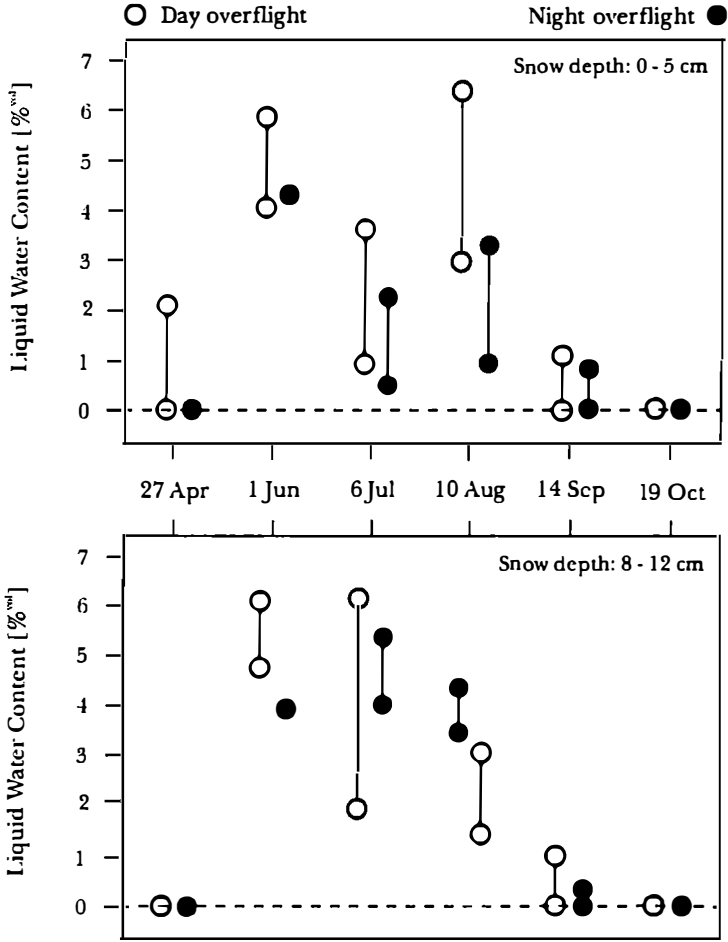 Day overflight Night overflight
Snow depth: 0 - 5 cm
Liquid Water Content [%vol]
7
6
5
4
3
2
1
0
27 Apr 1 Jun 6 Jul 10 Aug 14 Sep 19 Oct
Snow depth: 8 - 12 cm
Liquid Water Content [%vol]
7
6
5
4
3
2
1
0